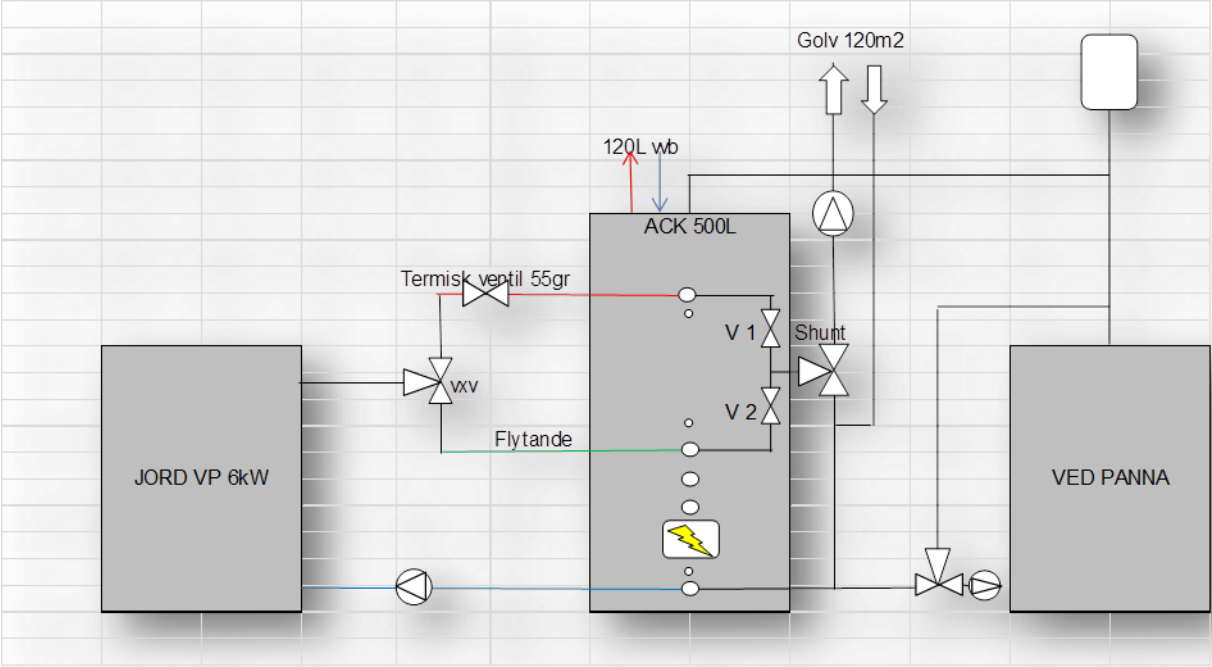 Golv 120m2
120L wb
ACK 500L
Termisk ventil 55gr
V 1
Shunt
vxv
V 2
Flytande
JORD VP 6kW
VED PANNA